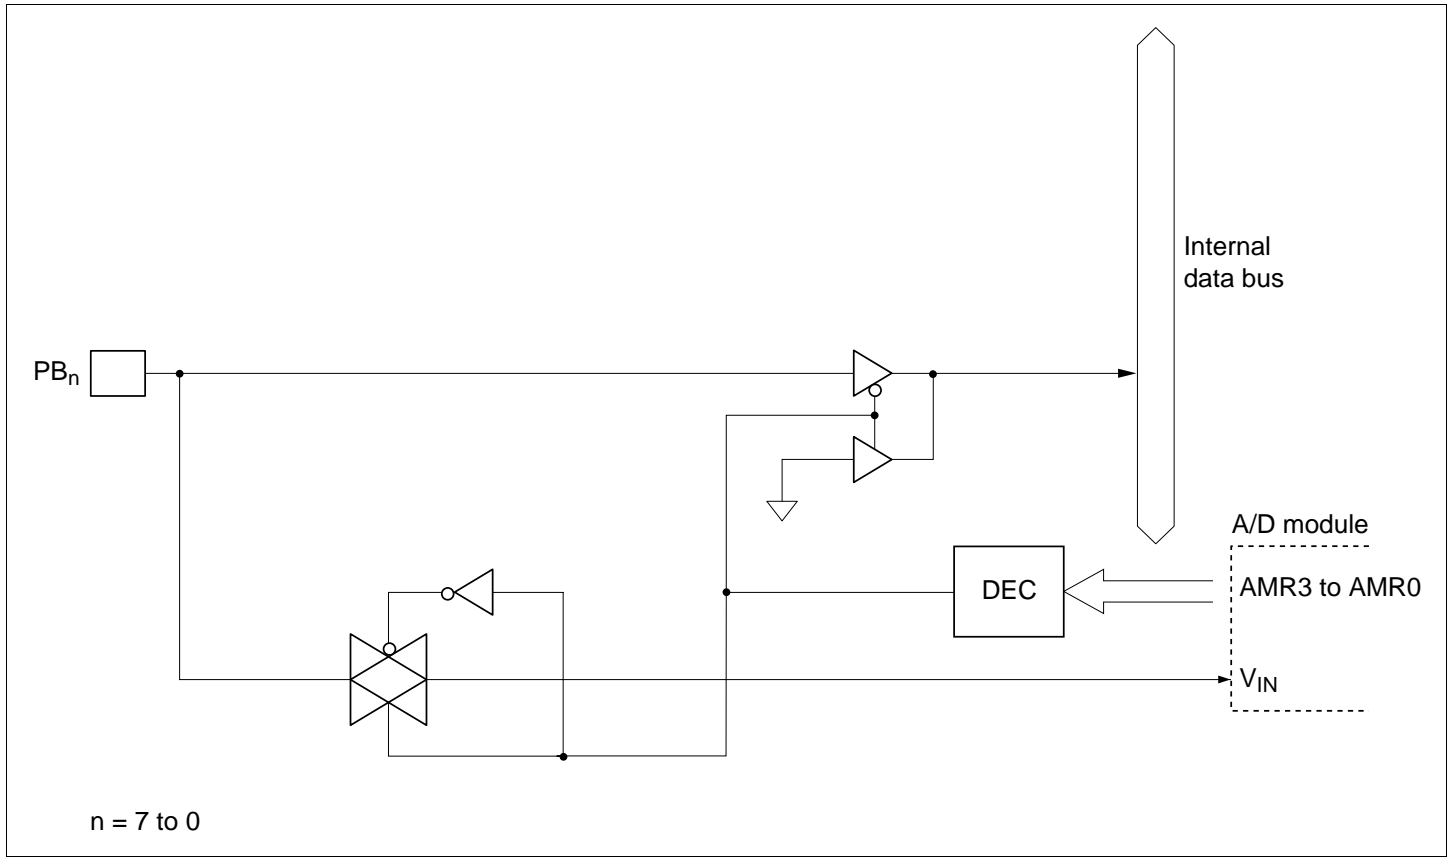 Internal
data bus
PBn
A/D module
DEC
AMR3 to AMR0
VIN
n = 7 to 0